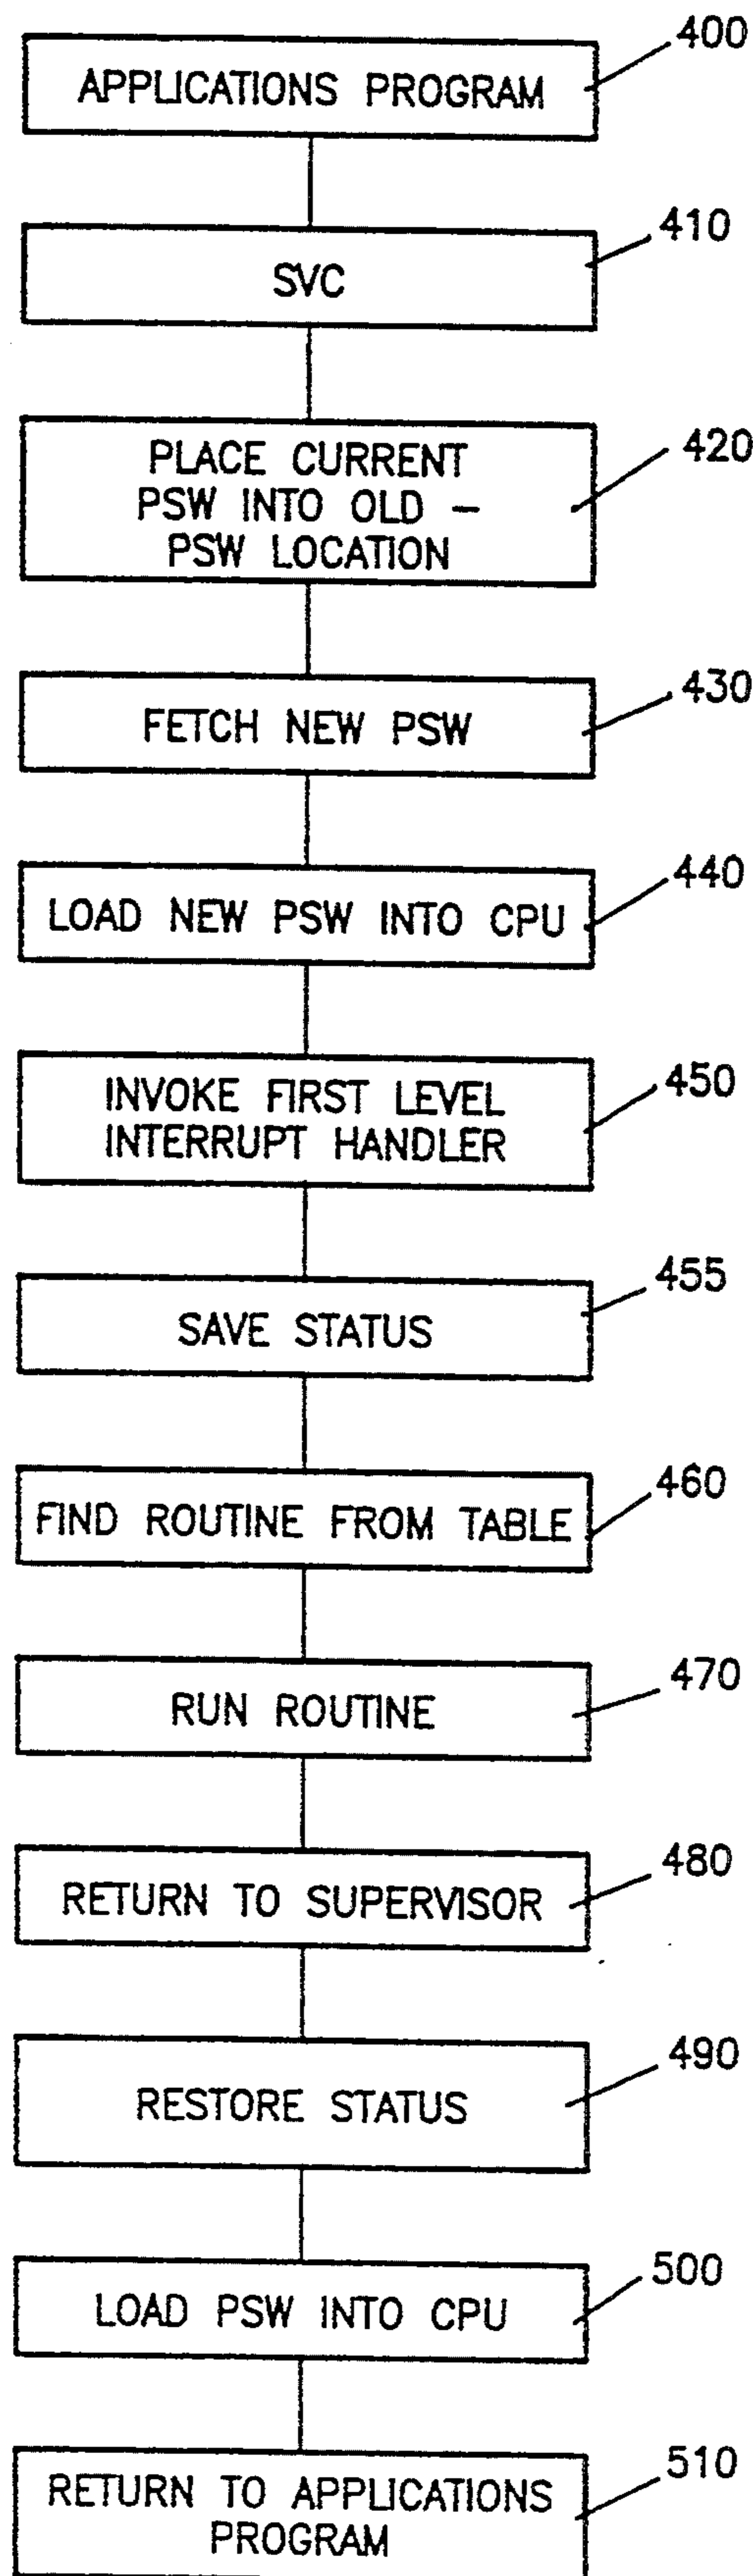 400
APPLICATIONS PROGRAM
410
SVC
420
PLACE CURRENT
PSW INTO OLD –
PSW LOCATION
430
FETCH NEW PSW
440
LOAD NEW PSW INTO CPU
450
INVOKE FIRST LEVEL
INTERRUPT HANDLER
455
SAVE STATUS
460
FIND ROUTINE FROM TABLE
470
RUN ROUTINE
480
RETURN TO SUPERVISOR
490
RESTORE STATUS
500
LOAD PSW INTO CPU
510
RETURN TO APPLICATIONS
PROGRAM